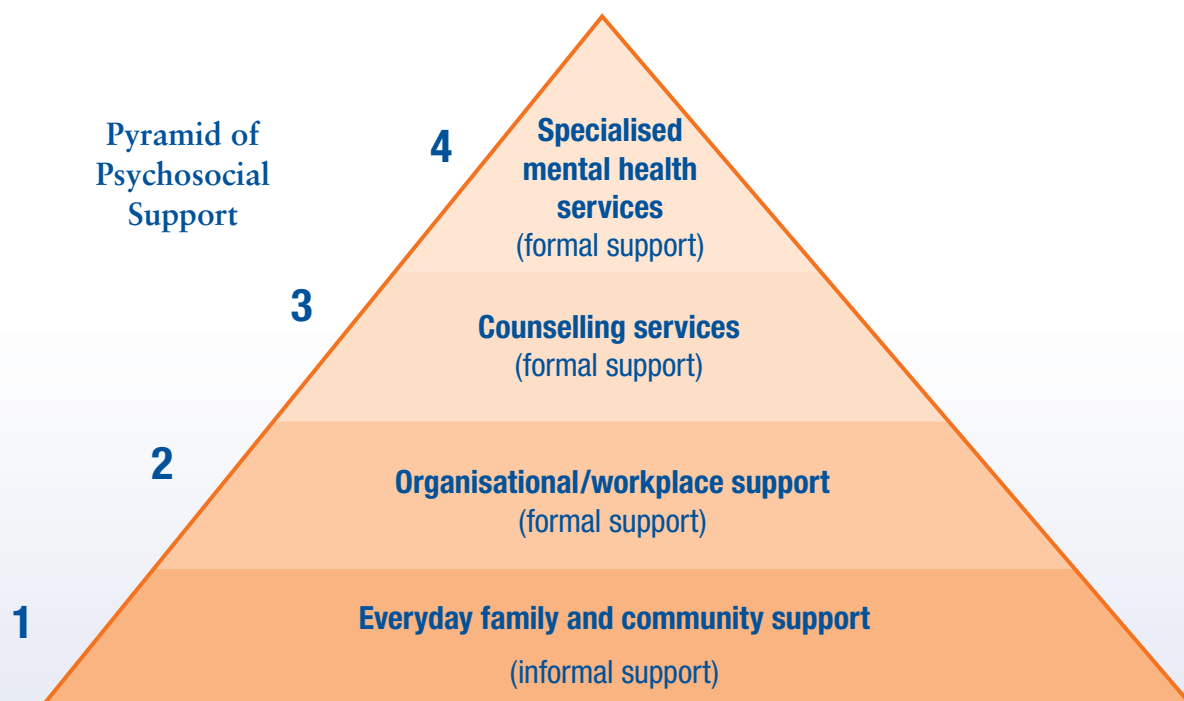 Pyramid of
Psychosocial
Support
4
Specialised
mental health
services
(formal support)
3
Counselling services
(formal support)
2
Organisational/workplace support
(formal support)
1
Everyday family and community support
(informal support)